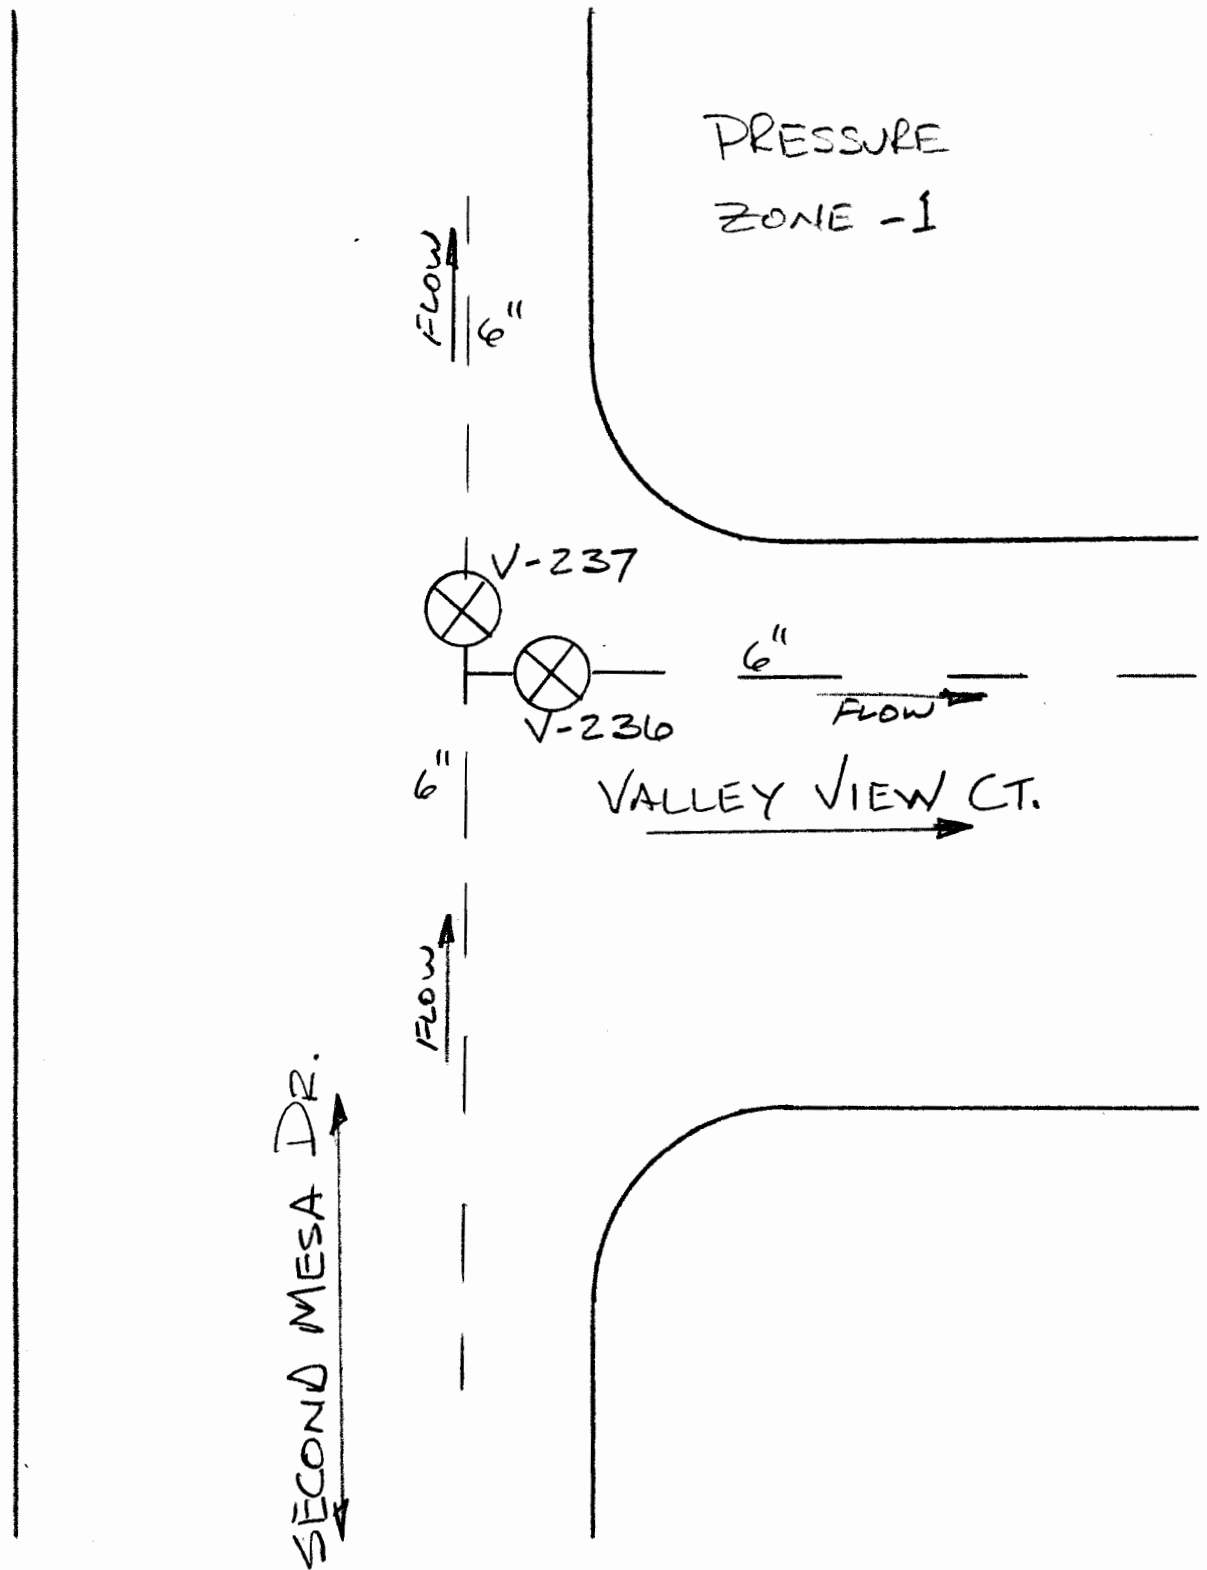 PRESSURE
ZONE -1
FLOW
6"
V-237
6"
FLOW
V-236
6"
VALLEY VIEW CT.
FLOW
SECOND MESA DR.